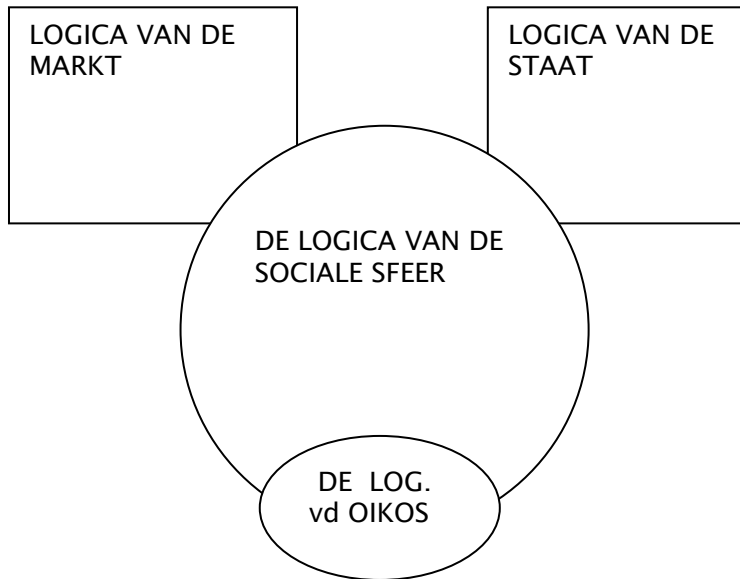 LOGICA VAN DE
MARKT
LOGICA VAN DE
STAAT
DE LOGICA VAN DE
SOCIALE SFEER
DE LOG.
vd OIKOS